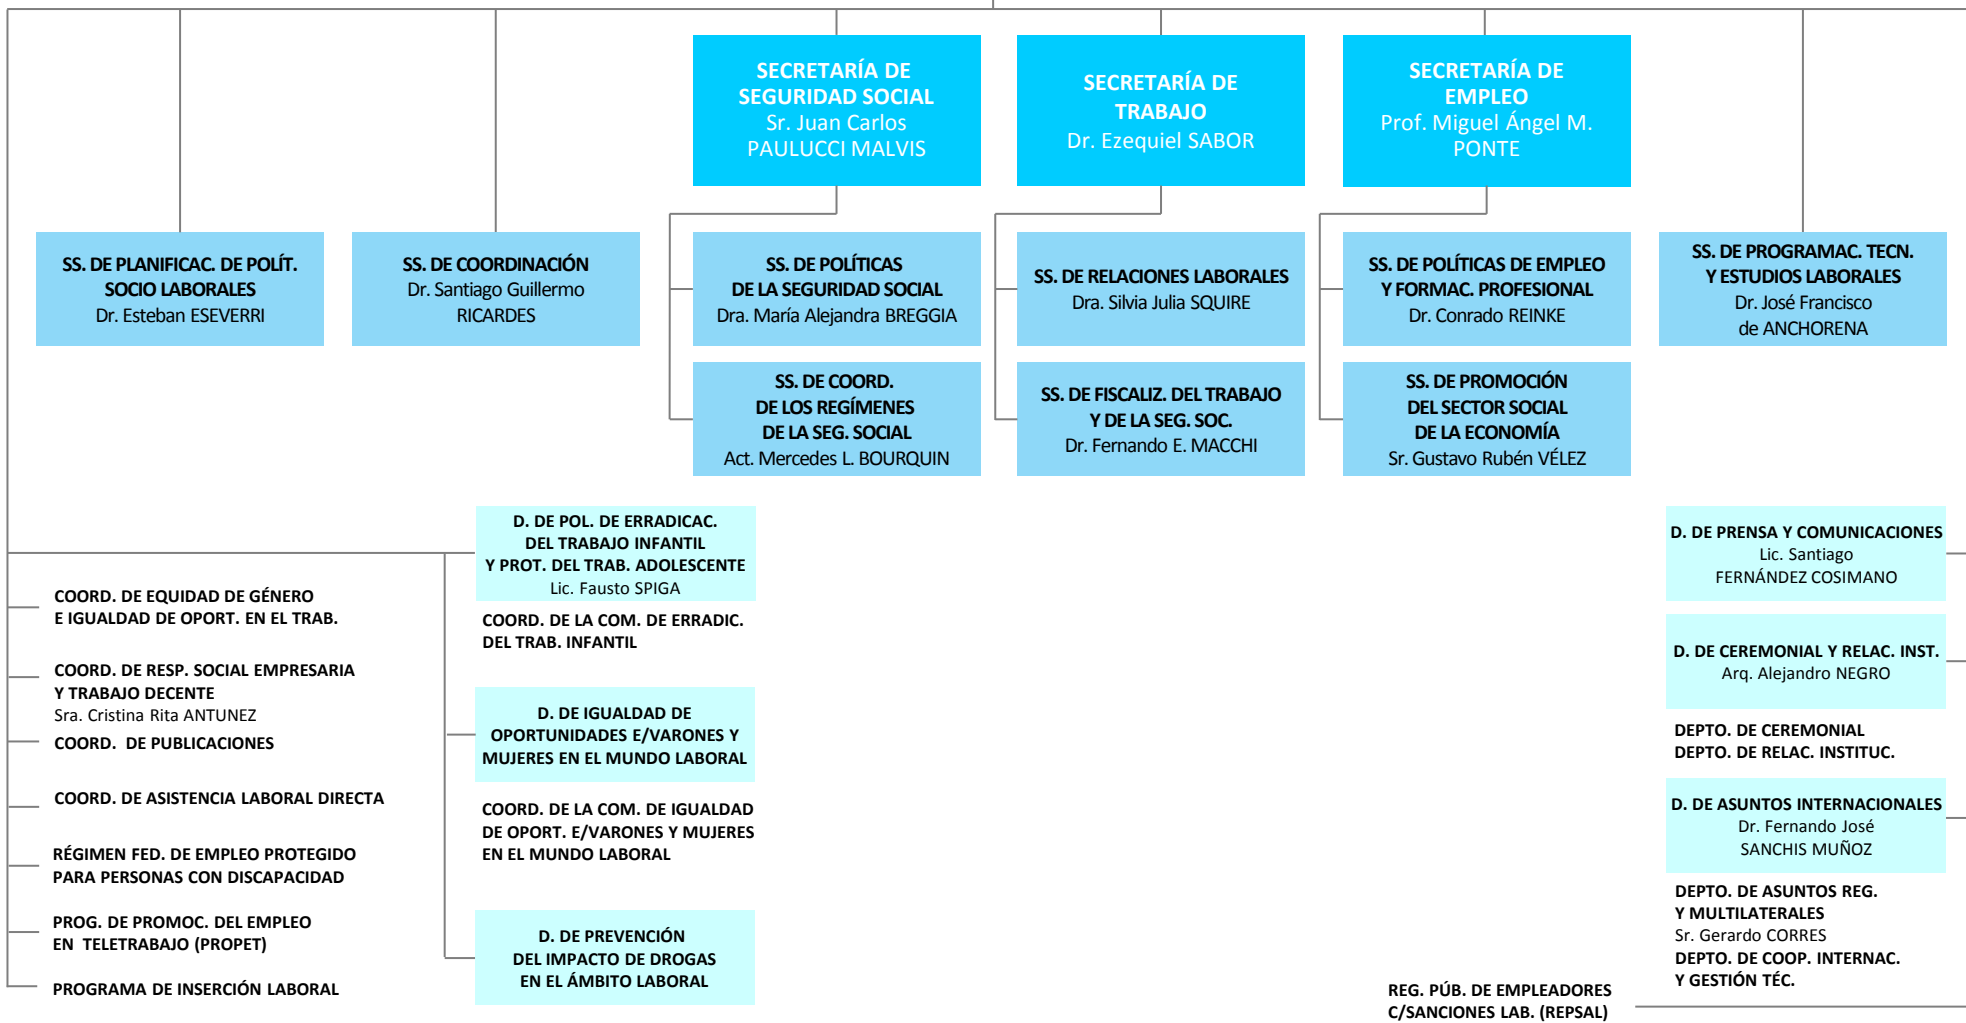 SECRETARÍA DE
SEGURIDAD SOCIAL
Sr. Juan Carlos
PAULUCCI MALVIS
SECRETARÍA DE
TRABAJO
Dr. Ezequiel SABOR
SECRETARÍA DE
EMPLEO
Prof. Miguel Ángel M.
PONTE
SS. DE PLANIFICAC. DE POLÍT.
SOCIO LABORALES
Dr. Esteban ESEVERRI
SS. DE COORDINACIÓN
Dr. Santiago Guillermo
RICARDES
SS. DE POLÍTICAS
DE LA SEGURIDAD SOCIAL
Dra. María Alejandra BREGGIA
SS. DE RELACIONES LABORALES
Dra. Silvia Julia SQUIRE
SS. DE POLÍTICAS DE EMPLEO
Y FORMAC. PROFESIONAL
Dr. Conrado REINKE
SS. DE PROGRAMAC. TECN.
Y ESTUDIOS LABORALES
Dr. José Francisco
de ANCHORENA
SS. DE COORD.
DE LOS REGÍMENES
DE LA SEG. SOCIAL
Act. Mercedes L. BOURQUIN
SS. DE FISCALIZ. DEL TRABAJO
Y DE LA SEG. SOC.
Dr. Fernando E. MACCHI
SS. DE PROMOCIÓN
DEL SECTOR SOCIAL
DE LA ECONOMÍA
Sr. Gustavo Rubén VÉLEZ
COORD. DE EQUIDAD DE GÉNERO
E IGUALDAD DE OPORT. EN EL TRAB.
COORD. DE RESP. SOCIAL EMPRESARIA
Y TRABAJO DECENTE
Sra. Cristina Rita ANTUNEZ
COORD. DE PUBLICACIONES
COORD. DE ASISTENCIA LABORAL DIRECTA
RÉGIMEN FED. DE EMPLEO PROTEGIDO
PARA PERSONAS CON DISCAPACIDAD
PROG. DE PROMOC. DEL EMPLEO
EN TELETRABAJO (PROPET)
PROGRAMA DE INSERCIÓN LABORAL
D. DE POL. DE ERRADICAC.
DEL TRABAJO INFANTIL
Y PROT. DEL TRAB. ADOLESCENTE
Lic. Fausto SPIGA
COORD. DE LA COM. DE ERRADIC.
DEL TRAB. INFANTIL
D. DE IGUALDAD DE
OPORTUNIDADES E/VARONES Y
MUJERES EN EL MUNDO LABORAL
COORD. DE LA COM. DE IGUALDAD
DE OPORT. E/VARONES Y MUJERES
EN EL MUNDO LABORAL
D. DE PREVENCIÓN
DEL IMPACTO DE DROGAS
EN EL ÁMBITO LABORAL
D. DE PRENSA Y COMUNICACIONES
Lic. Santiago
FERNÁNDEZ COSIMANO
D. DE CEREMONIAL Y RELAC. INST.
Arq. Alejandro NEGRO
DEPTO. DE CEREMONIAL
DEPTO. DE RELAC. INSTITUC.
D. DE ASUNTOS INTERNACIONALES
Dr. Fernando José
SANCHIS MUÑOZ
DEPTO. DE ASUNTOS REG.
Y MULTILATERALES
Sr. Gerardo CORRES
DEPTO. DE COOP. INTERNAC.
Y GESTIÓN TÉC.
REG. PÚB. DE EMPLEADORES
C/SANCIONES LAB. (REPSAL)